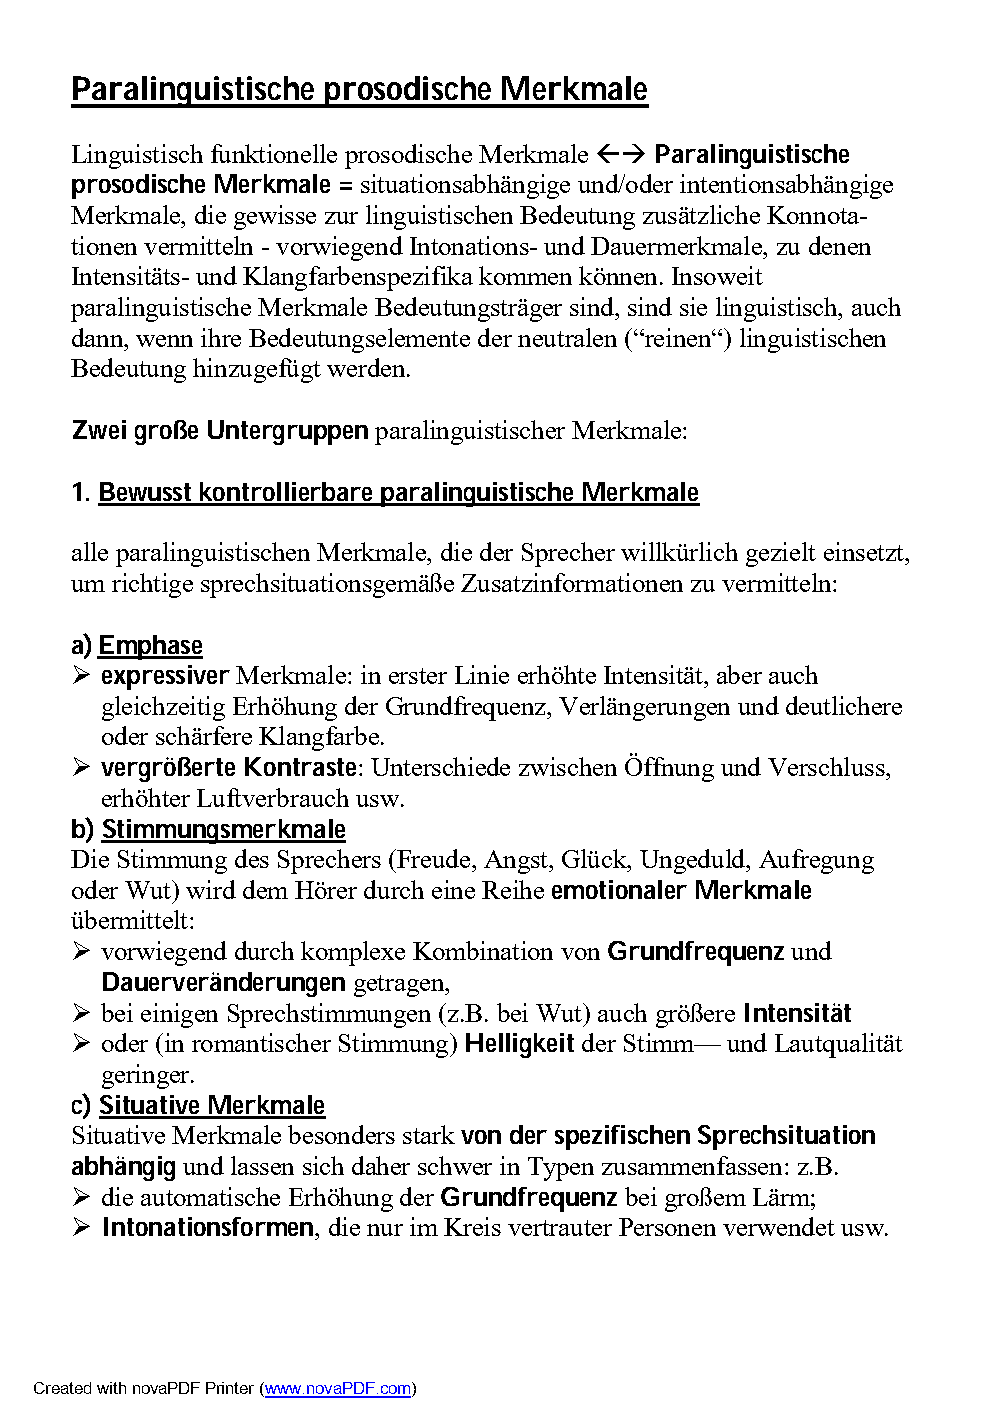 Paralinguistische prosodische Merkmale
Linguistisch funktionelle prosodische Merkmale ←→ Paralinguistische
prosodische Merkmale = situationsabhängige und/oder intentionsabhängige
Merkmale, die gewisse zur linguistischen Bedeutung zusätzliche Konnota-
tionen vermitteln - vorwiegend Intonations- und Dauermerkmale, zu denen
Intensitäts- und Klangfarbenspezifika kommen können. Insoweit
paralinguistische Merkmale Bedeutungsträger sind, sind sie linguistisch, auch
dann, wenn ihre Bedeutungselemente der neutralen (“reinen“) linguistischen
Bedeutung hinzugefügt werden.
Zwei große Untergruppen paralinguistischer Merkmale:
1. Bewusst kontrollierbare paralinguistische Merkmale
alle paralinguistischen Merkmale, die der Sprecher willkürlich gezielt einsetzt,
um richtige sprechsituationsgemäße Zusatzinformationen zu vermitteln:
a) Emphase
➢ expressiver Merkmale: in erster Linie erhöhte Intensität, aber auch
gleichzeitig Erhöhung der Grundfrequenz, Verlängerungen und deutlichere
oder schärfere Klangfarbe.
➢ vergrößerte Kontraste: Unterschiede zwischen Öffnung und Verschluss,
erhöhter Luftverbrauch usw.
b) Stimmungsmerkmale
Die Stimmung des Sprechers (Freude, Angst, Glück, Ungeduld, Aufregung
oder Wut) wird dem Hörer durch eine Reihe emotionaler Merkmale
übermittelt:
➢ vorwiegend durch komplexe Kombination von Grundfrequenz und
Dauerveränderungen getragen,
➢ bei einigen Sprechstimmungen (z.B. bei Wut) auch größere Intensität
➢ oder (in romantischer Stimmung) Helligkeit der Stimm— und Lautqualität
geringer.
c) Situative Merkmale
Situative Merkmale besonders stark von der spezifischen Sprechsituation
abhängig und lassen sich daher schwer in Typen zusammenfassen: z.B.
➢ die automatische Erhöhung der Grundfrequenz bei großem Lärm;
➢ Intonationsformen, die nur im Kreis vertrauter Personen verwendet usw.
Created with novaPDF Printer (www.novaPDF.com)